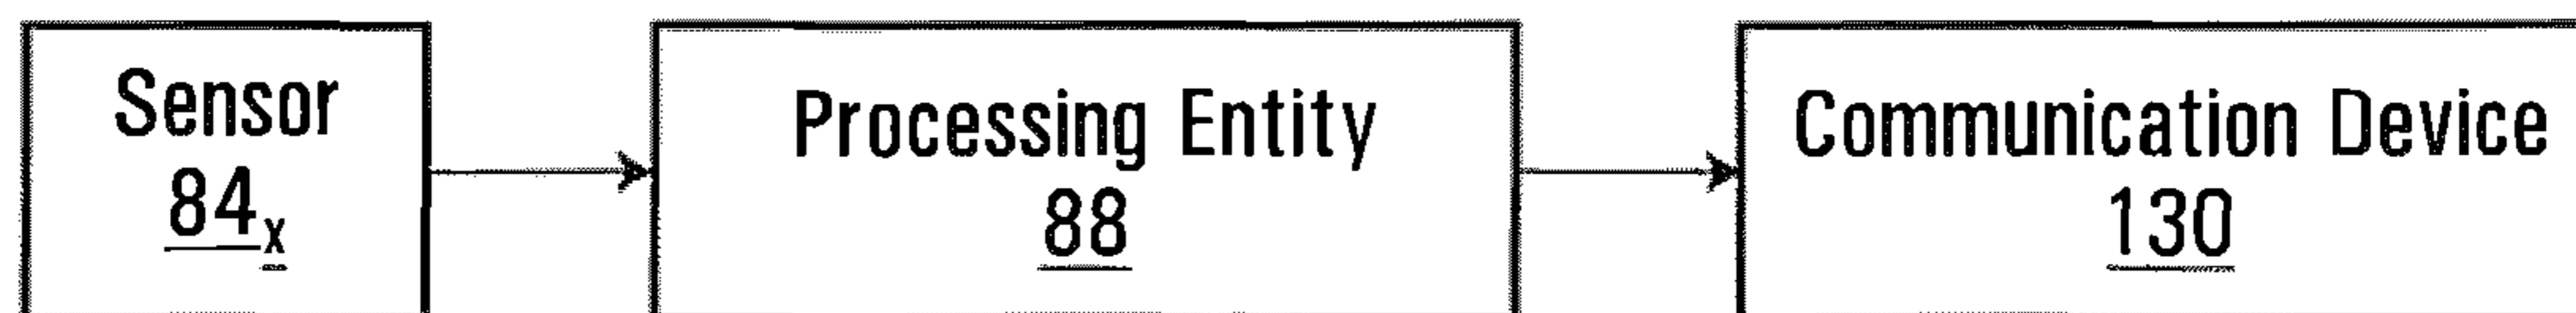 Sensor
84x
Processing Entity
88
Communication Device
130